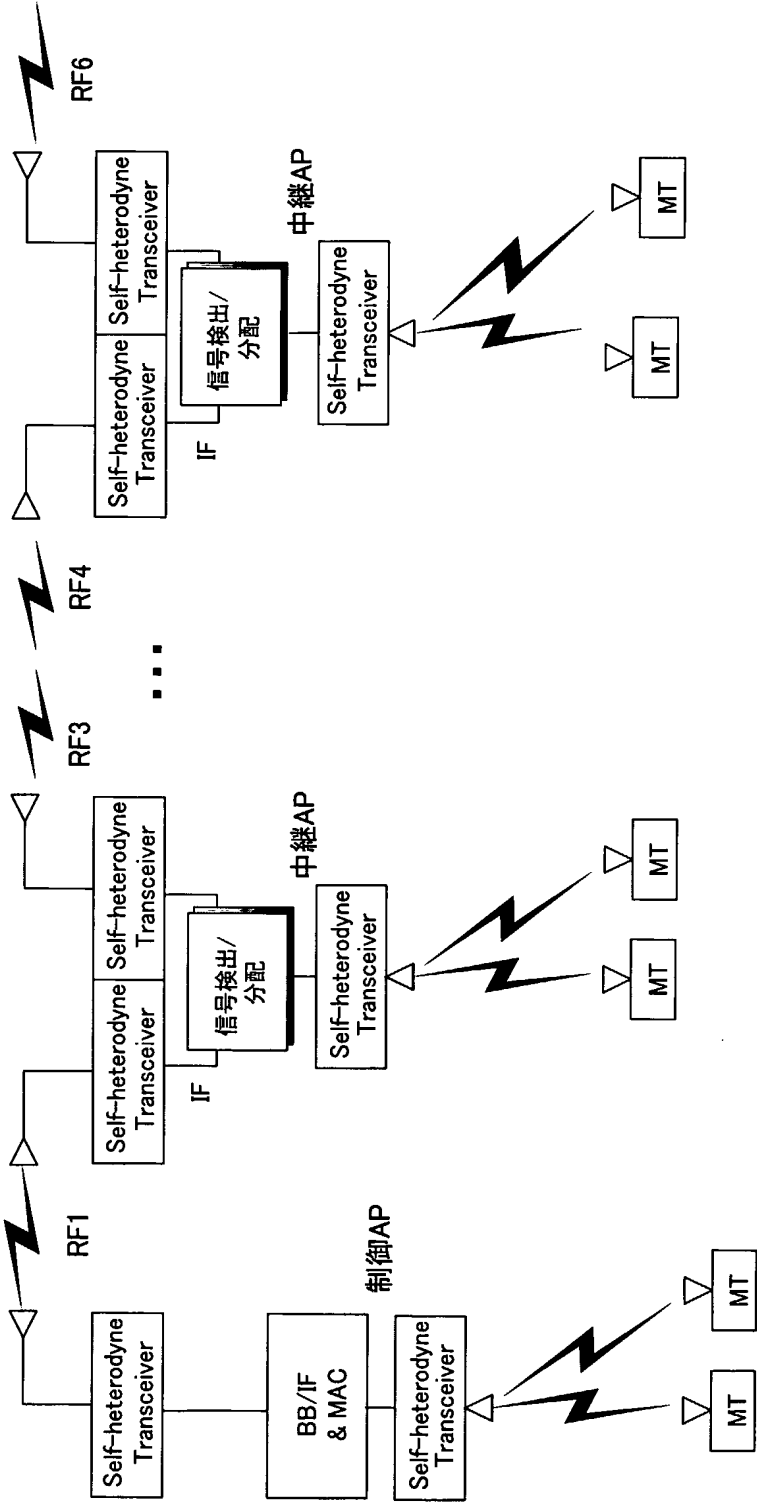 RF1
RF3
RF4
RF6
Self-heterodyne
Transceiver
BB/IF
& MAC
制御AP
Self-heterodyne
Transceiver
MT
MT
Self-heterodyne
Transceiver
Self-heterodyne
Transceiver
IF
信号検出/
分配
中継AP
Self-heterodyne
Transceiver
MT
MT
...
Self-heterodyne
Transceiver
Self-heterodyne
Transceiver
IF
信号検出/
分配
中継AP
Self-heterodyne
Transceiver
MT
MT